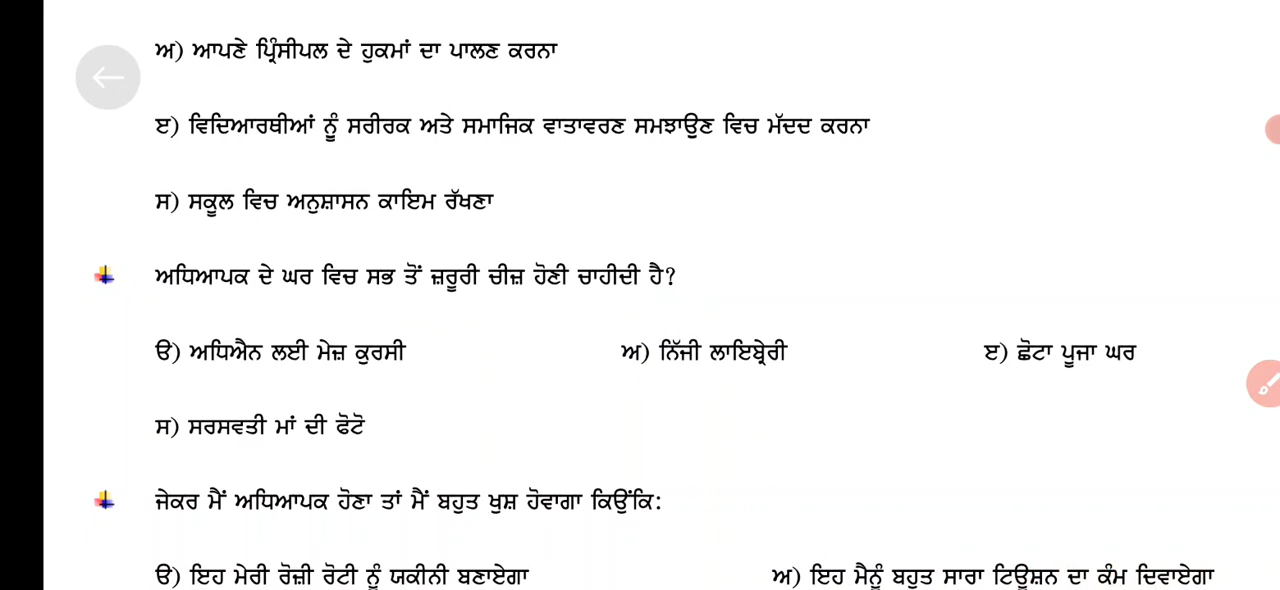 ਅ) ਆਪਣੇ ਪ੍ਰਿੰਸੀਪਲ ਦੇ ਹੁਕਮਾਂ ਦਾ ਪਾਲਣ ਕਰਨਾ
ੲ) ਵਿਦਿਆਰਥੀਆਂ ਨੂੰ ਸਰੀਰਕ ਅਤੇ ਸਮਾਜਿਕ ਵਾਤਾਵਰਣ ਸਮਝਾਉਣ ਵਿਚ ਮੱਦਦ ਕਰਨਾ
ਸ) ਸਕੂਲ ਵਿਚ ਅਨੁਸ਼ਾਸਨ ਕਾਇਮ ਰੱਖਣਾ
ਅਧਿਆਪਕ ਦੇ ਘਰ ਵਿਚ ਸਭ ਤੋਂ ਜ਼ਰੂਰੀ ਚੀਜ਼ ਹੋਣੀ ਚਾਹੀਦੀ ਹੈ?
ੳ) ਅਧਿਐਨ ਲਈ ਮੇਜ਼ ਕੁਰਸੀ ਅ) ਨਿੱਜੀ ਲਾਇਬ੍ਰੇਰੀ ੲ) ਛੋਟਾ ਪੂਜਾ ਘਰ
ਸ) ਸਰਸਵਤੀ ਮਾਂ ਦੀ ਫੋਟੋ
ਜੇਕਰ ਮੈਂ ਅਧਿਆਪਕ ਹੋਣਾ ਤਾਂ ਮੈਂ ਬਹੁਤ ਖੁਸ਼ ਹੋਵਾਗਾ ਕਿਉਂਕਿ:
ੳ) ਇਹ ਮੇਰੀ ਰੋਜ਼ੀ ਰੋਟੀ ਨੂੰ ਯਕੀਨੀ ਬਣਾਏਗਾ ਅ) ਇਹ ਮੈਨੂੰ ਬਹੁਤ ਸਾਰਾ ਟਿਊਸ਼ਨ ਦਾ ਕੰਮ ਦਿਵਾਏਗਾ